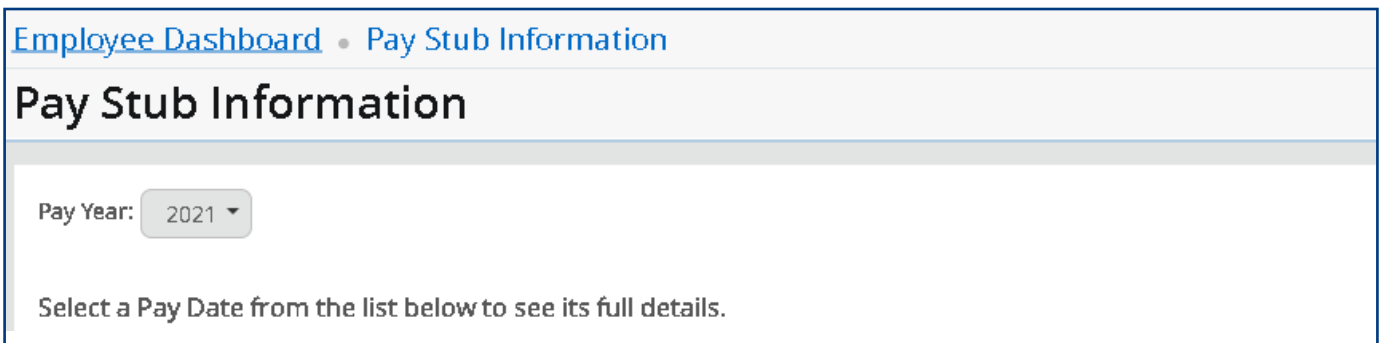 Employee Dashboard • Pay Stub Information
Pay Stub Information
Pay Year: 2021
Select a Pay Date from the list below to see its full details.